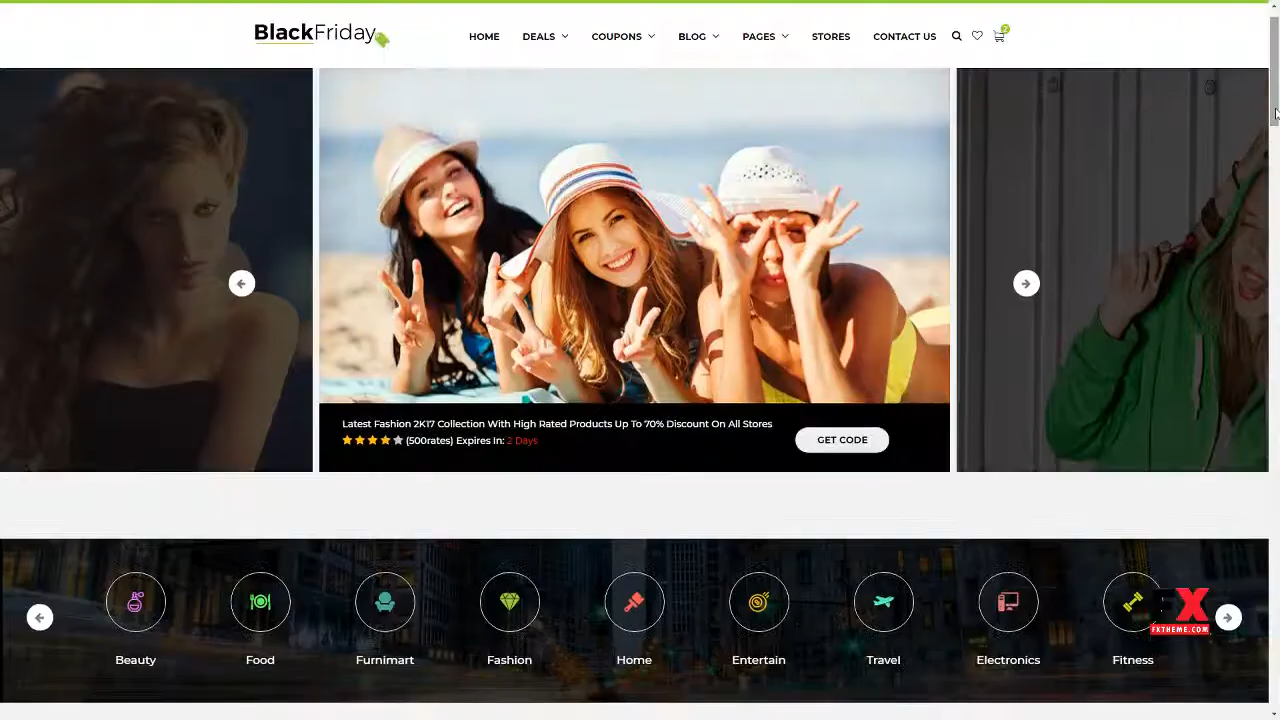 BlackFriday
HOME DEALS COUPONS BLOG PAGES STORES CONTACT US
Latest Fashion 2K17 Collection With High Rated Products Up To 70% Discount On All Stores
(500rates) Expires In: 2 Days
GET CODE
Beauty Food Furnimart Fashion Home Entertain Travel Electronics Fitness
FXTHEME.COM